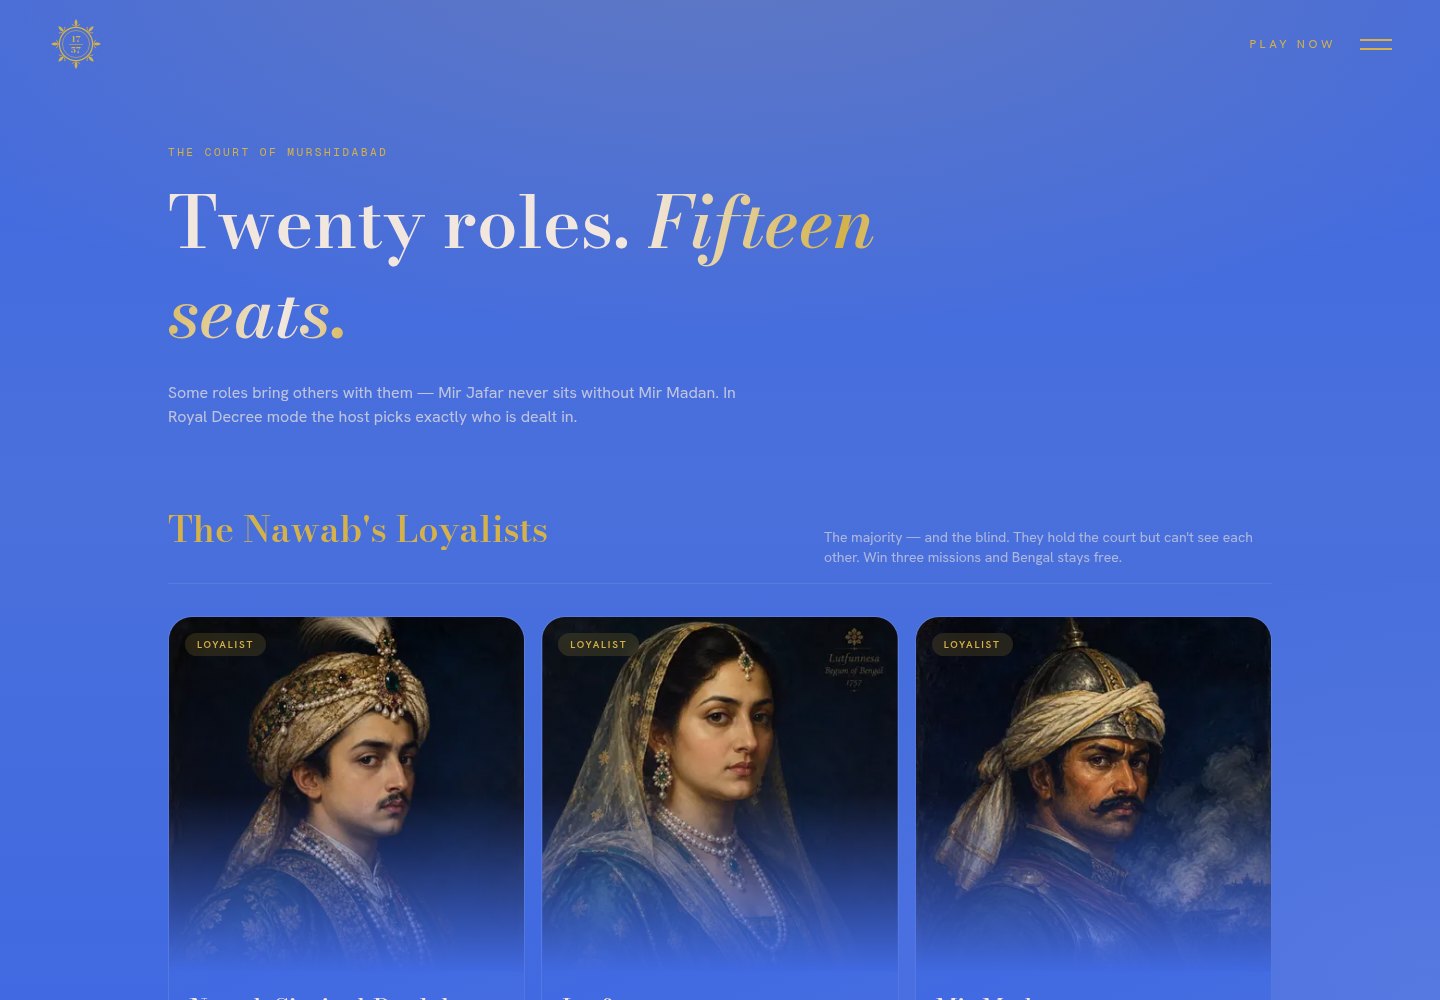 17
57
PLAY NOW
THE COURT OF MURSHIDABAD
Twenty roles. Fifteen
seats.
Some roles bring others with them — Mir Jafar never sits without Mir Madan. In
Royal Decree mode the host picks exactly who is dealt in.
The Nawab's Loyalists
The majority — and the blind. They hold the court but can't see each
other. Win three missions and Bengal stays free.
LOYALIST
LOYALIST
Lutfunnesa
Begum of Bengal
1757
LOYALIST